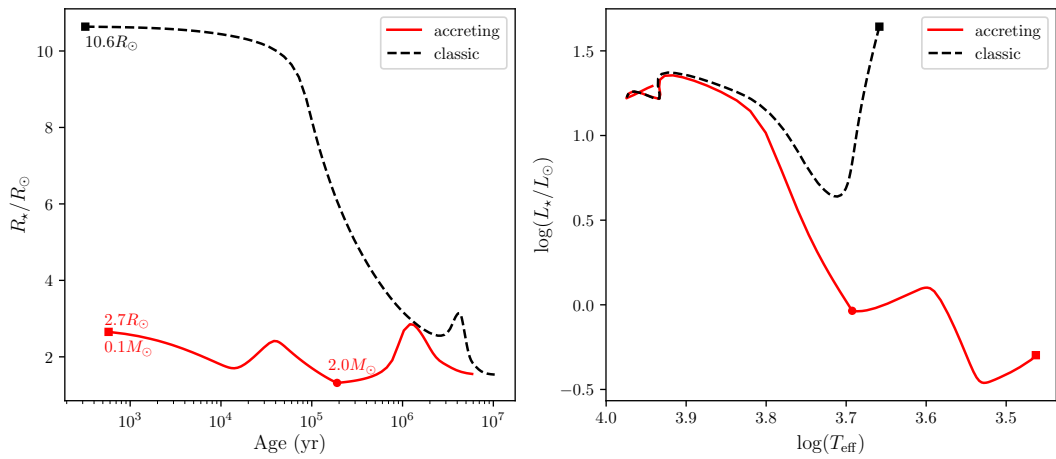 accreting
classic
10.6R⊙
2.7R⊙
0.1M⊙
2.0M⊙
10
8
6
4
2
R⋆/R⊙
10³
10⁴
10⁵
10⁶
10⁷
Age (yr)
accreting
classic
1.5
1.0
0.5
0.0
−0.5
log(L⋆/L⊙)
4.0
3.9
3.8
3.7
3.6
3.5
log(T_eff)